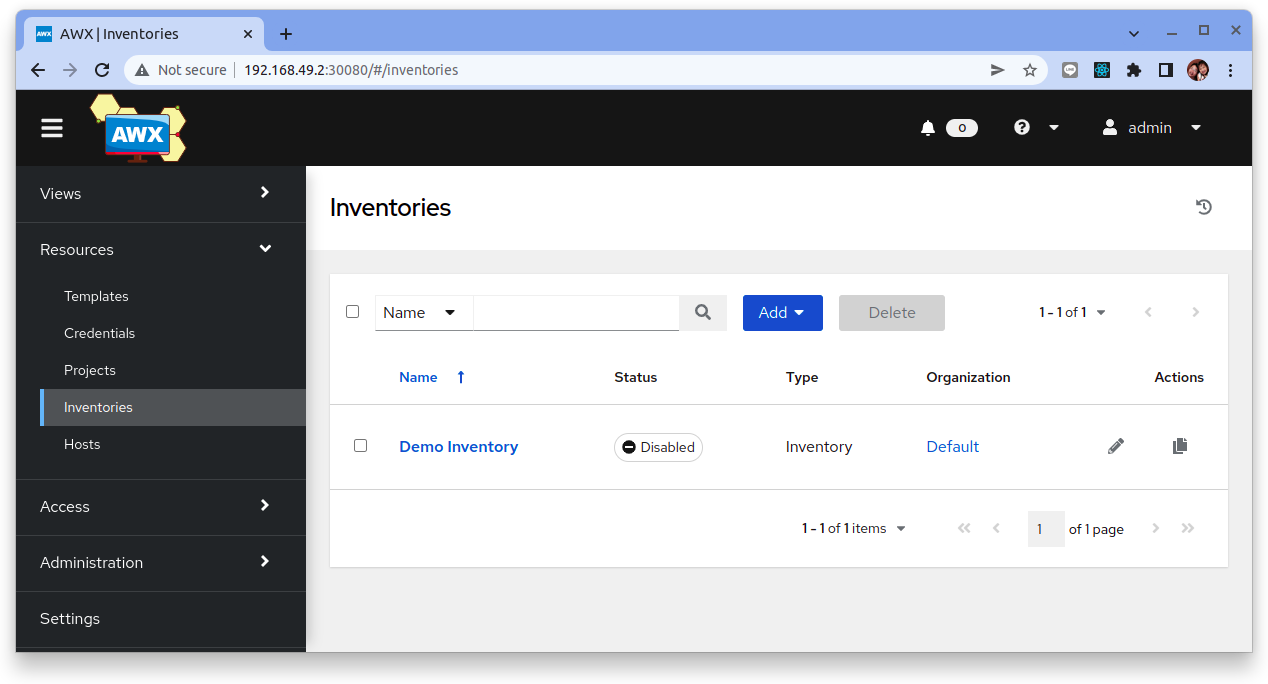 AWX AWX | Inventories
Not secure 192.168.49.2:30080/#/inventories
AWX 0 admin
Views
Resources
Templates
Credentials
Projects
Inventories
Hosts
Access
Administration
Settings
Inventories
Name Add Delete 1 - 1 of 1
Name Status Type Organization Actions
Demo Inventory Disabled Inventory Default
1 - 1 of 1 items 1 of 1 page